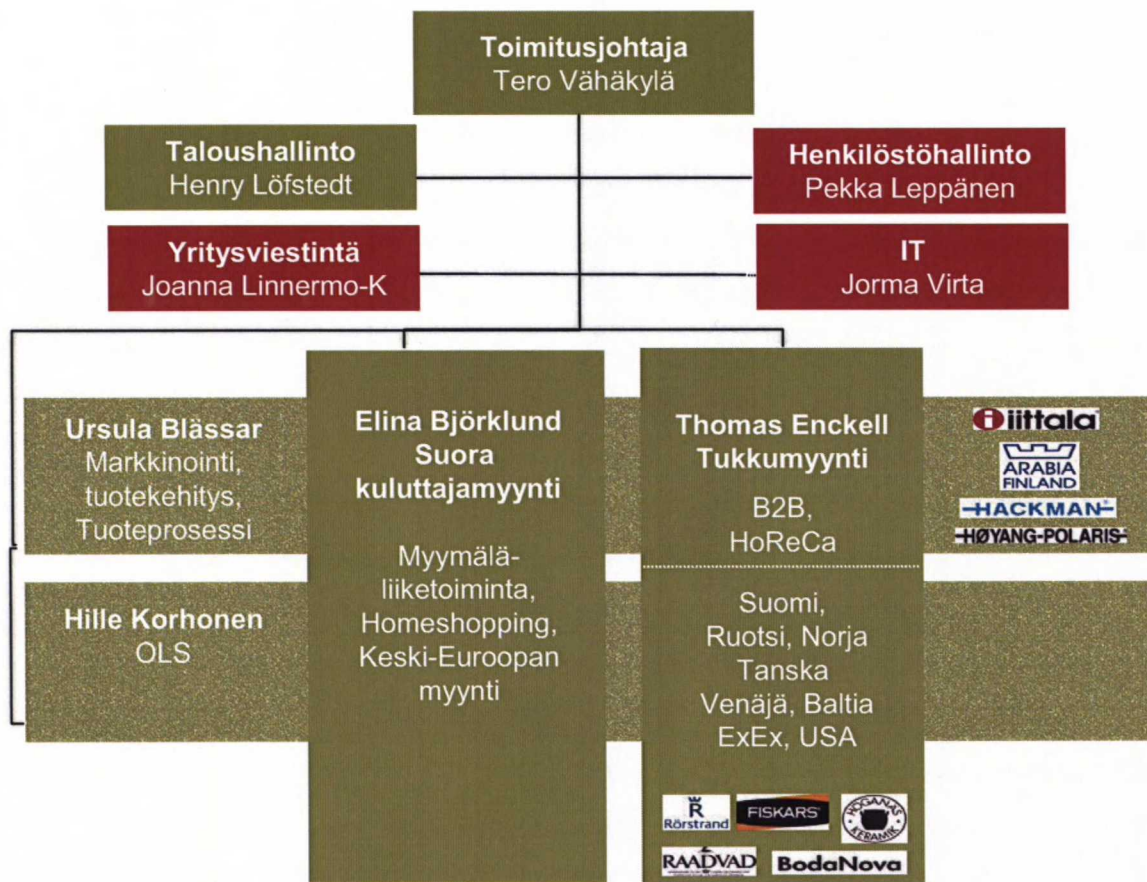 Toimitusjohtaja
Tero Vähäkylä
Taloushallinto
Henry Löfstedt
Henkilöstöhallinto
Pekka Leppänen
Yritysviestintä
Joanna Linnermo-K
IT
Jorma Virta
Ursula Blässar
Markkinointi,
tuotekehitys,
Tuoteprosessi
Hille Korhonen
OLS
Elina Björklund
Suora
kuluttajamyynti
Myymälä-
liiketoiminta,
Homeshopping,
Keski-Euroopan
myynti
Thomas Enckell
Tukkumyynti
B2B,
HoReCa
Suomi,
Ruotsi, Norja
Tanska
Venäjä, Baltia
ExEx, USA
iittala
ARABIA
FINLAND
HACKMAN®
HØYANG-POLARIS
Rörstrand
FISKARS
HÖGANÄS
KERAMIK
RAADVAD
BodaNova